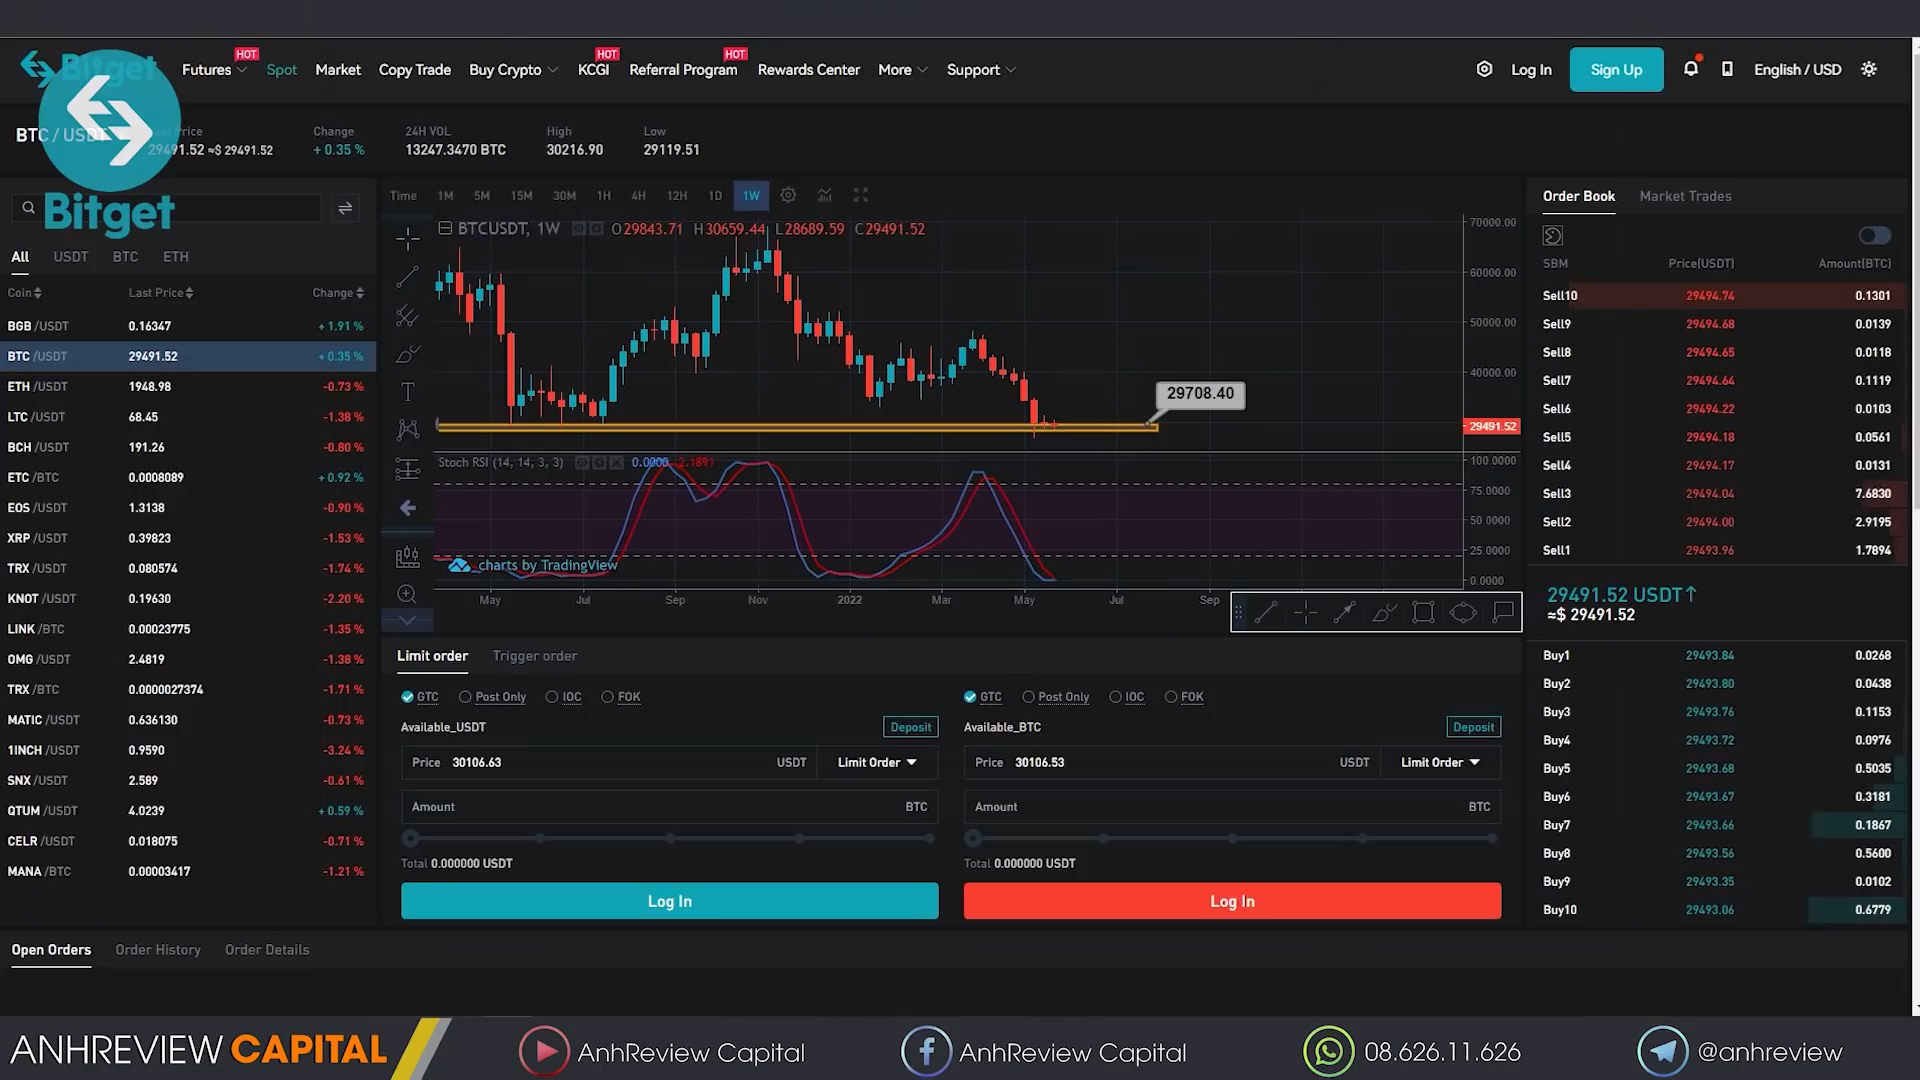 Bitget
Futures HOT Spot Market Copy Trade Buy Crypto KCGI HOT Referral Program HOT Rewards Center More Support Log In Sign Up English / USD
Bitget
BTC / USDT
Price 29491.52 ≈$ 29491.52
Change + 0.35 %
24H VOL 13247.3470 BTC
High 30216.90
Low 29119.51
All USDT BTC ETH
Coin Last Price Change
BGB /USDT 0.16347 + 1.91 %
BTC /USDT 29491.52 + 0.35 %
ETH /USDT 1948.98 -0.73 %
LTC /USDT 68.45 -1.38 %
BCH /USDT 191.26 -0.80 %
ETC /BTC 0.0008089 + 0.92 %
EOS /USDT 1.3138 -0.90 %
XRP /USDT 0.39823 -1.53 %
TRX /USDT 0.080574 -1.74 %
KNOT /USDT 0.19630 -2.20 %
LINK /BTC 0.00023775 -1.35 %
OMG /USDT 2.4819 -1.38 %
TRX /BTC 0.0000027374 -1.71 %
MATIC /USDT 0.636130 -0.73 %
1INCH /USDT 0.9590 -3.24 %
SNX /USDT 2.589 -0.61 %
QTUM /USDT 4.0239 + 0.59 %
CELR /USDT 0.018075 -0.71 %
MANA /BTC 0.00003417 -1.21 %
Time 1M 5M 15M 30M 1H 4H 12H 1D 1W
BTCUSDT, 1W O29843.71 H30659.44 L28689.59 C29491.52
70000.00
60000.00
50000.00
40000.00
29708.40
29491.52
Stoch RSI (14, 14, 3, 3) 0.0000 2.1891
100.0000
75.0000
50.0000
25.0000
0.0000
charts by TradingView
May Jul Sep Nov 2022 Mar May Jul Sep
Limit order Trigger order
GTC Post Only IOC FOK
Available_USDT Deposit
Price 30106.63 USDT Limit Order
Amount BTC
Total 0.000000 USDT
Log In
GTC Post Only IOC FOK
Available_BTC Deposit
Price 30106.53 USDT Limit Order
Amount BTC
Total 0.000000 USDT
Log In
Order Book Market Trades
SBM Price(USDT) Amount(BTC)
Sell10 29494.74 0.1301
Sell9 29494.68 0.0139
Sell8 29494.65 0.0118
Sell7 29494.64 0.1119
Sell6 29494.22 0.0103
Sell5 29494.18 0.0561
Sell4 29494.17 0.0131
Sell3 29494.04 7.6830
Sell2 29494.00 2.9195
Sell1 29493.96 1.7894
29491.52 USDT↑
≈$ 29491.52
Buy1 29493.84 0.0268
Buy2 29493.80 0.0438
Buy3 29493.76 0.1153
Buy4 29493.72 0.0976
Buy5 29493.68 0.5035
Buy6 29493.67 0.3181
Buy7 29493.66 0.1867
Buy8 29493.56 0.5600
Buy9 29493.35 0.0102
Buy10 29493.06 0.6779
Open Orders Order History Order Details
ANHREVIEW CAPITAL AnhReview Capital AnhReview Capital 08.626.11.626 @anhreview